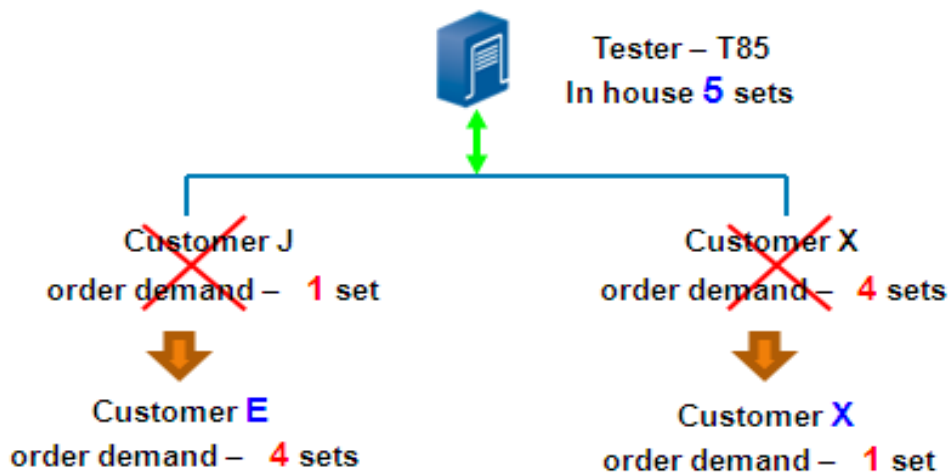 Tester – T85
In house 5 sets
Customer J
order demand – 1 set
Customer X
order demand – 4 sets
Customer E
order demand – 4 sets
Customer X
order demand – 1 set